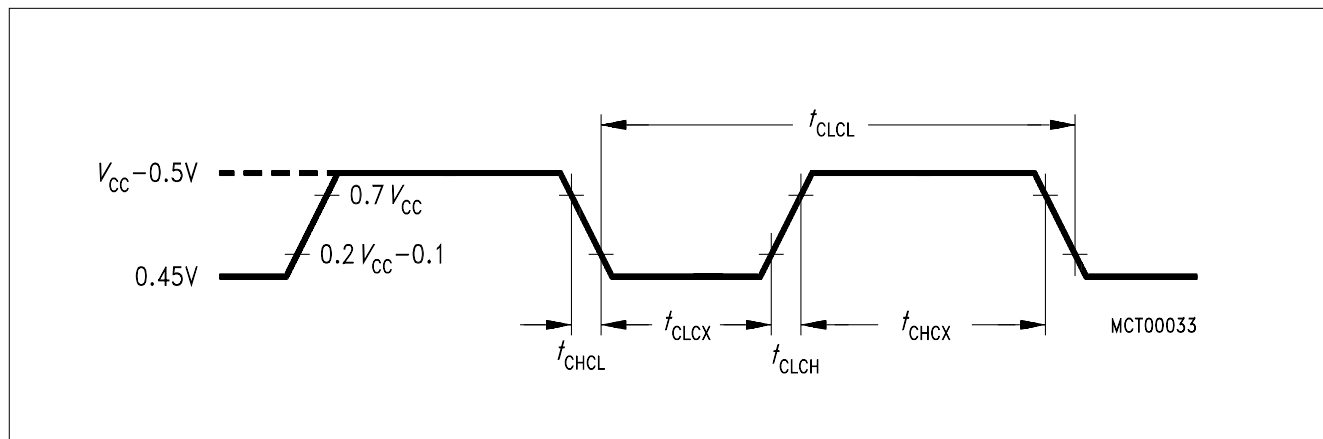 tCLCL
VCC−0.5V
0.7 VCC
0.2 VCC−0.1
0.45V
tCLCX
tCHCX
MCT00033
tCHCL
tCLCH